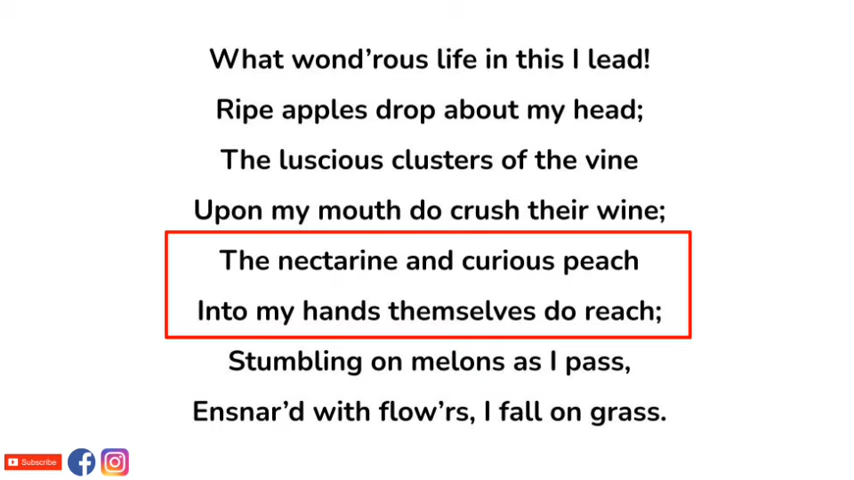 What wond’rous life in this I lead!
Ripe apples drop about my head;
The luscious clusters of the vine
Upon my mouth do crush their wine;
The nectarine and curious peach
Into my hands themselves do reach;
Stumbling on melons as I pass,
Ensnar’d with flow’rs, I fall on grass.
Subscribe